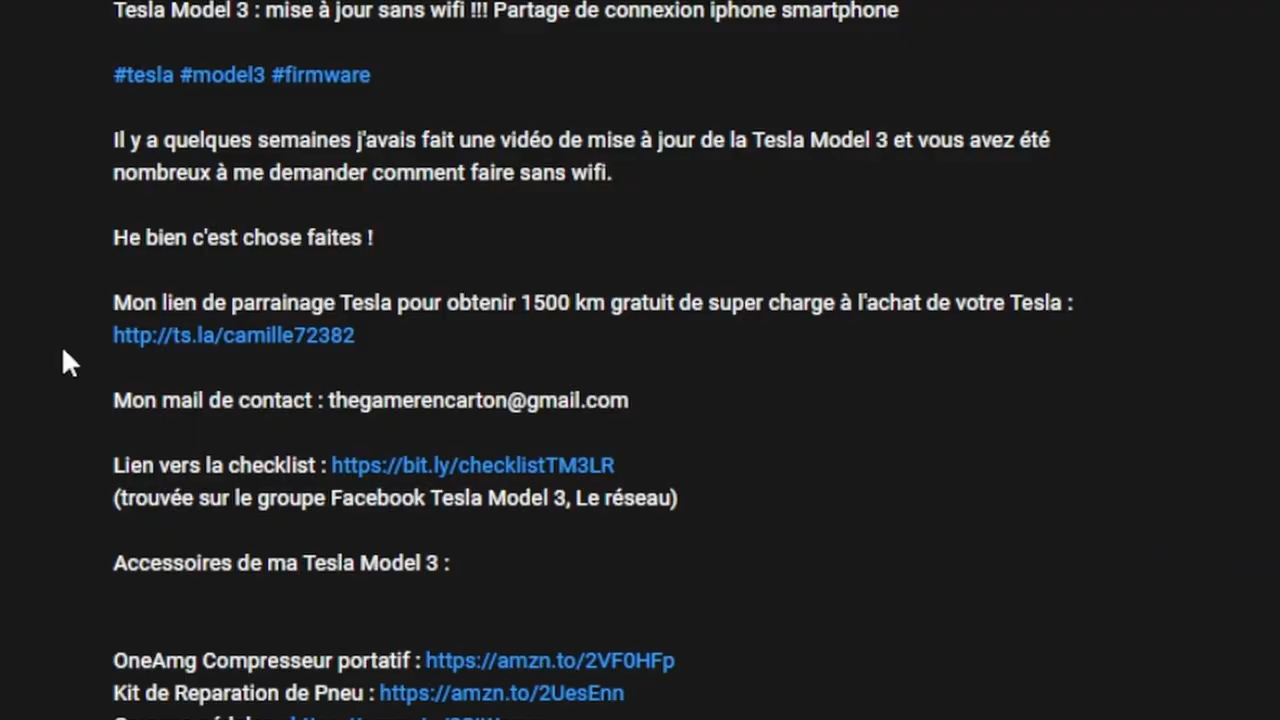 Tesla Model 3 : mise à jour sans wifi !!! Partage de connexion iphone smartphone
#tesla #model3 #firmware
Il y a quelques semaines j'avais fait une vidéo de mise à jour de la Tesla Model 3 et vous avez été
nombreux à me demander comment faire sans wifi.
He bien c'est chose faites !
Mon lien de parrainage Tesla pour obtenir 1500 km gratuit de super charge à l'achat de votre Tesla :
http://ts.la/camille72382
Mon mail de contact : thegamerencarton@gmail.com
Lien vers la checklist : https://bit.ly/checklistTM3LR
(trouvée sur le groupe Facebook Tesla Model 3, Le réseau)
Accessoires de ma Tesla Model 3 :
OneAmg Compresseur portatif : https://amzn.to/2VF0HFp
Kit de Reparation de Pneu : https://amzn.to/2UesEnn